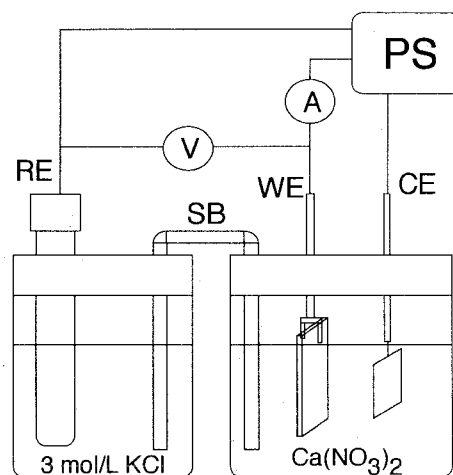 PS
A
V
RE
WE
CE
SB
3 mol/L KCl
Ca(NO₃)₂